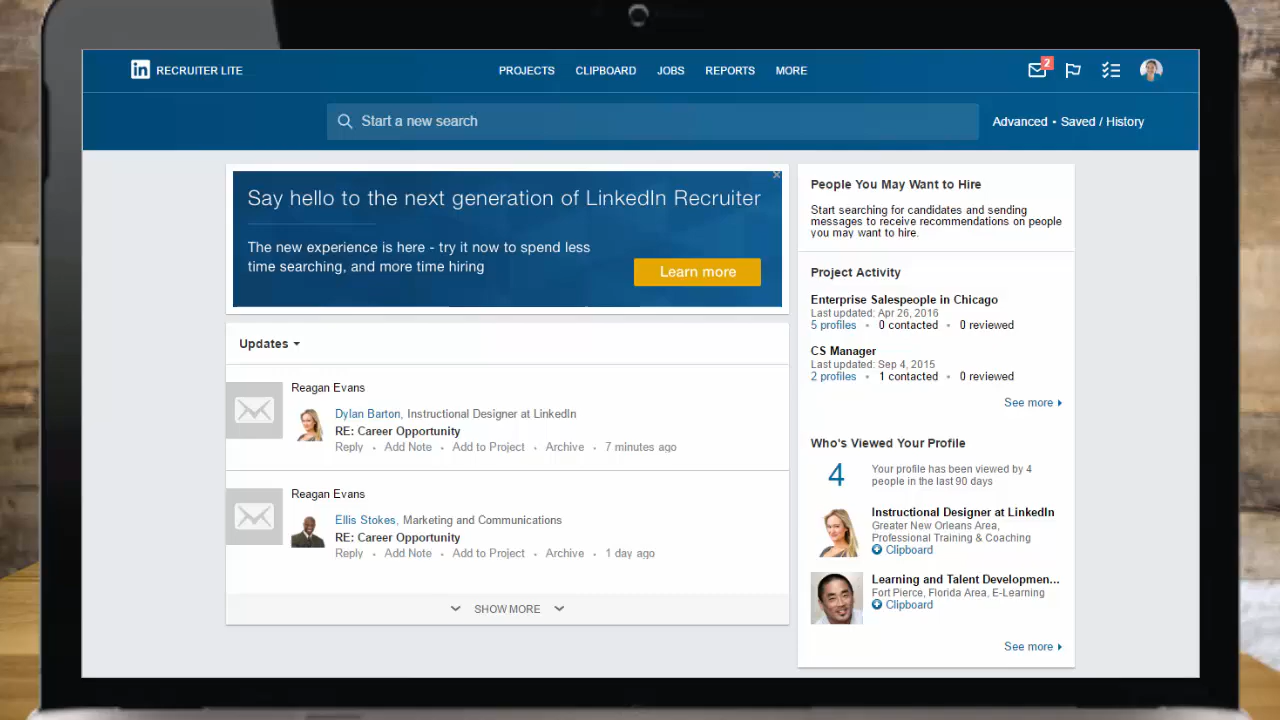 in RECRUITER LITE
PROJECTS CLIPBOARD JOBS REPORTS MORE
2
Start a new search
Advanced • Saved / History
Say hello to the next generation of LinkedIn Recruiter
The new experience is here - try it now to spend less
time searching, and more time hiring
Learn more
Updates
Reagan Evans
Dylan Barton, Instructional Designer at LinkedIn
RE: Career Opportunity
Reply • Add Note • Add to Project • Archive • 7 minutes ago
Reagan Evans
Ellis Stokes, Marketing and Communications
RE: Career Opportunity
Reply • Add Note • Add to Project • Archive • 1 day ago
SHOW MORE
People You May Want to Hire
Start searching for candidates and sending
messages to receive recommendations on people
you may want to hire.
Project Activity
Enterprise Salespeople in Chicago
Last updated: Apr 26, 2016
5 profiles • 0 contacted • 0 reviewed
CS Manager
Last updated: Sep 4, 2015
2 profiles • 1 contacted • 0 reviewed
See more
Who's Viewed Your Profile
4
Your profile has been viewed by 4
people in the last 90 days
Instructional Designer at LinkedIn
Greater New Orleans Area,
Professional Training & Coaching
Clipboard
Learning and Talent Developmen...
Fort Pierce, Florida Area, E-Learning
Clipboard
See more